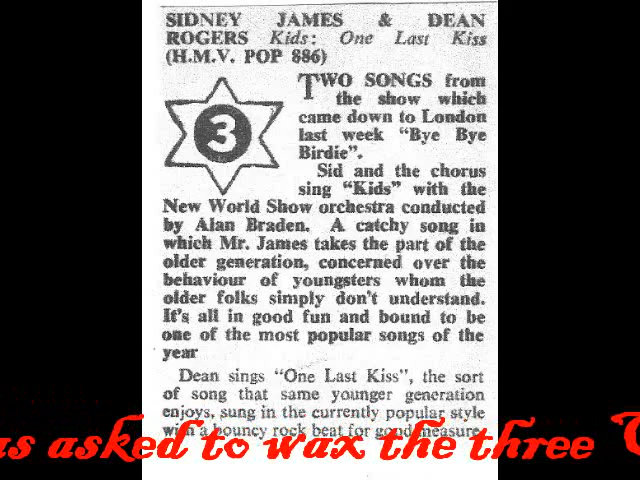 SIDNEY JAMES & DEAN
ROGERS Kids: One Last Kiss
(H.M.V. POP 886)
3
TWO SONGS from
the show which
came down to London
last week "Bye Bye
Birdie".
Sid and the chorus
sing "Kids" with the
New World Show orchestra conducted
by Alan Braden. A catchy song in
which Mr. James takes the part of the
older generation, concerned over the
behaviour of youngsters whom the
older folks simply don't understand.
It's all in good fun and bound to be
one of the most popular songs of the
year
Dean sings "One Last Kiss", the sort
of song that same younger generation
enjoys, sung in the currently popular style
with a bouncy rock beat for good measure.
as asked to wax the three